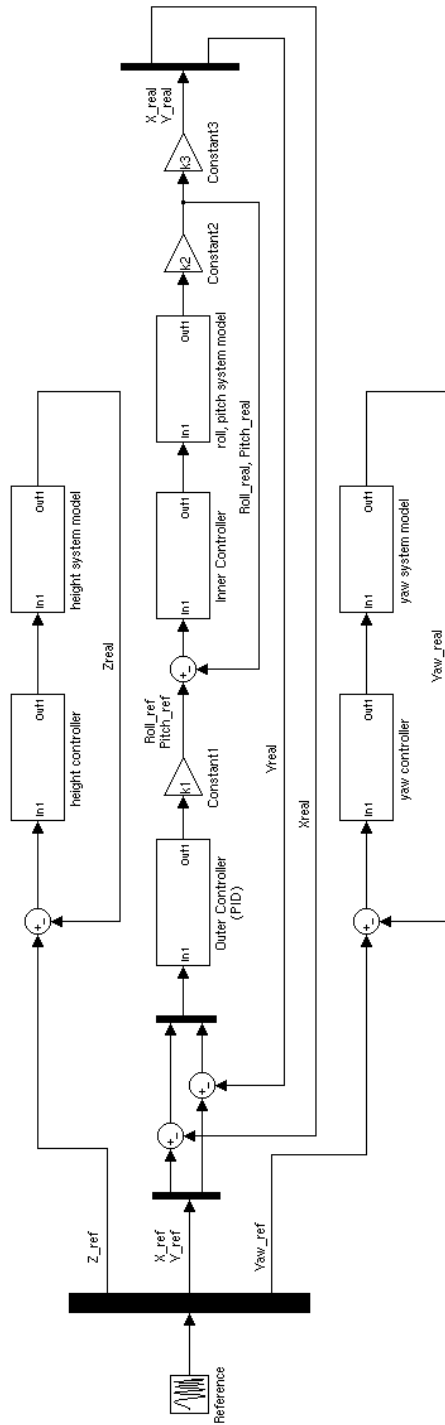 Reference
Z_ref
X_ref
Y_ref
Yaw_ref
In1
Out1
height controller
In1
Out1
height system model
Zreal
In1
Out1
Outer Controller
(PID)
k1
Constant1
Roll_ref
Pitch_ref
In1
Out1
Inner Controller
In1
Out1
roll, pitch system model
k2
Constant2
k3
Constant3
X_real
Y_real
Roll_real, Pitch_real
Yreal
Xreal
In1
Out1
yaw controller
In1
Out1
yaw system model
Yaw_real